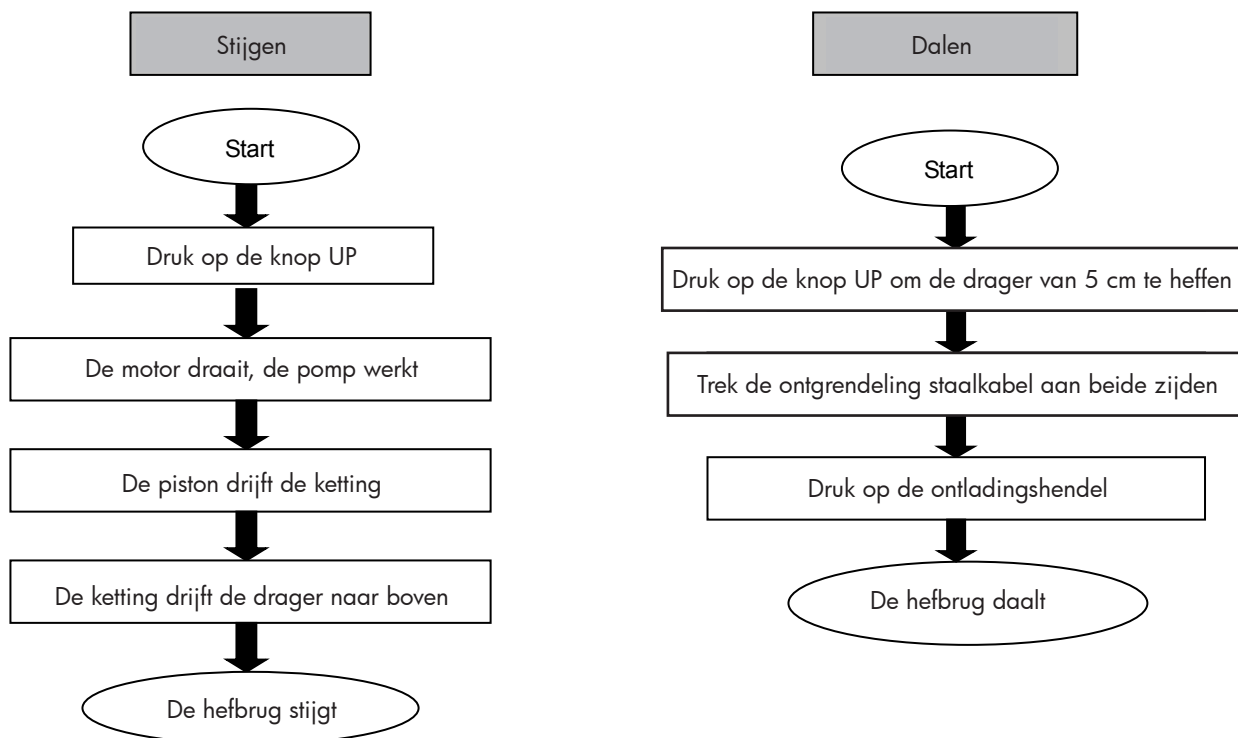 Stijgen
Start
Druk op de knop UP
De motor draait, de pomp werkt
De piston drijft de ketting
De ketting drijft de drager naar boven
De hefbrug stijgt
Dalen
Start
Druk op de knop UP om de drager van 5 cm te heffen
Trek de ontgrendeling staalkabel aan beide zijden
Druk op de ontladingshendel
De hefbrug daalt